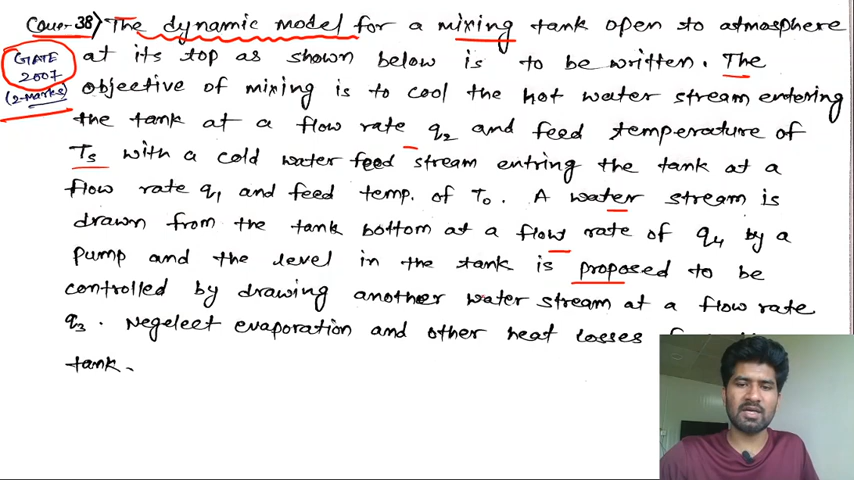 Ques-38) The dynamic model for a mixing tank open to atmosphere
GATE 2007 (2-Marks)
at its top as shown below is to be written. The
objective of mixing is to cool the hot water stream entering
the tank at a flow rate q2 and feed temperature of
Ts with a cold water feed stream entring the tank at a
flow rate q1 and feed temp. of To. A water stream is
drawn from the tank bottom at a flow rate of q4 by a
pump and the level in the tank is proposed to be
controlled by drawing another water stream at a flow rate
q3. Negelect evaporation and other heat losses
tank.